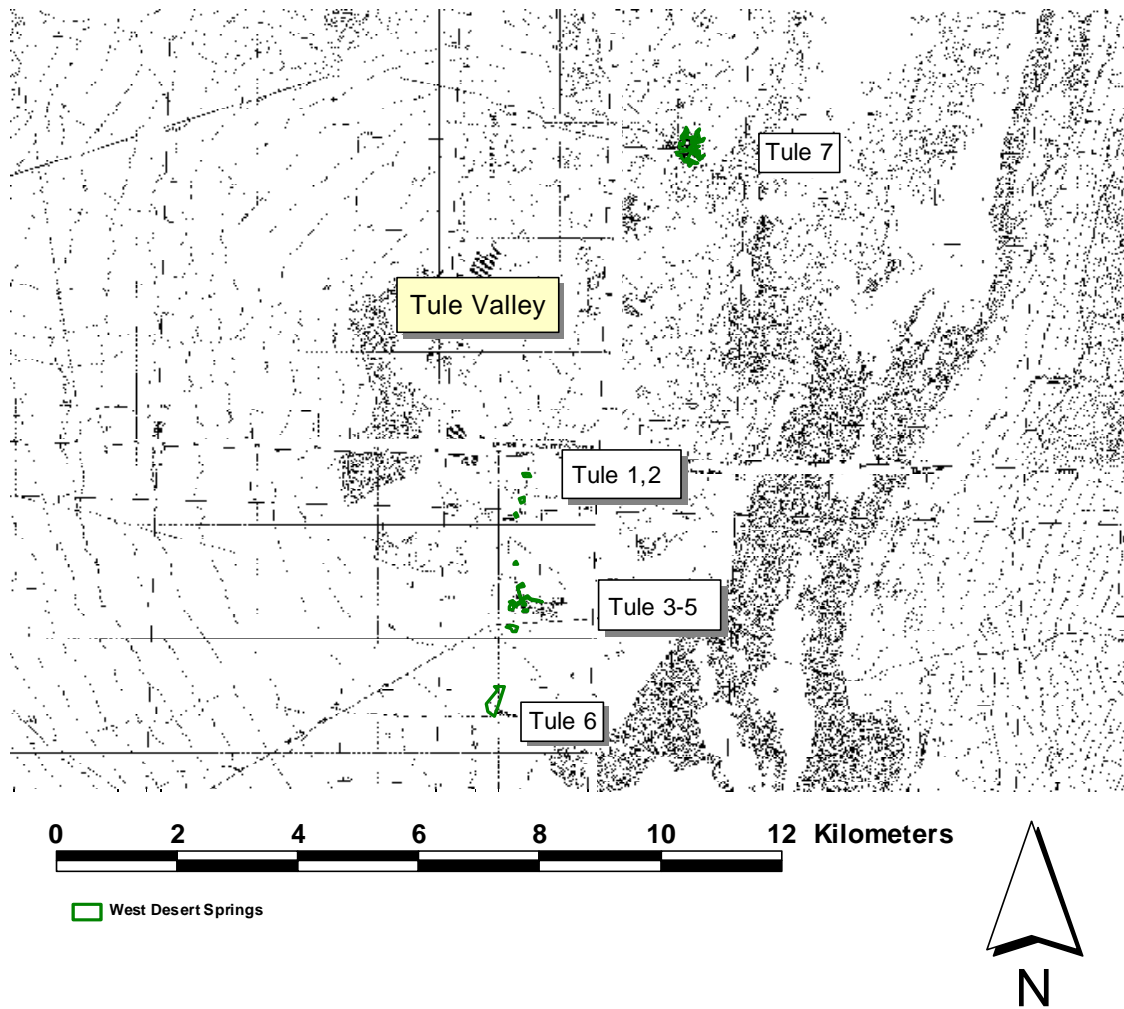 Tule 7
Tule Valley
Tule 1,2
Tule 3-5
Tule 6
0 2 4 6 8 10 12 Kilometers
West Desert Springs
N